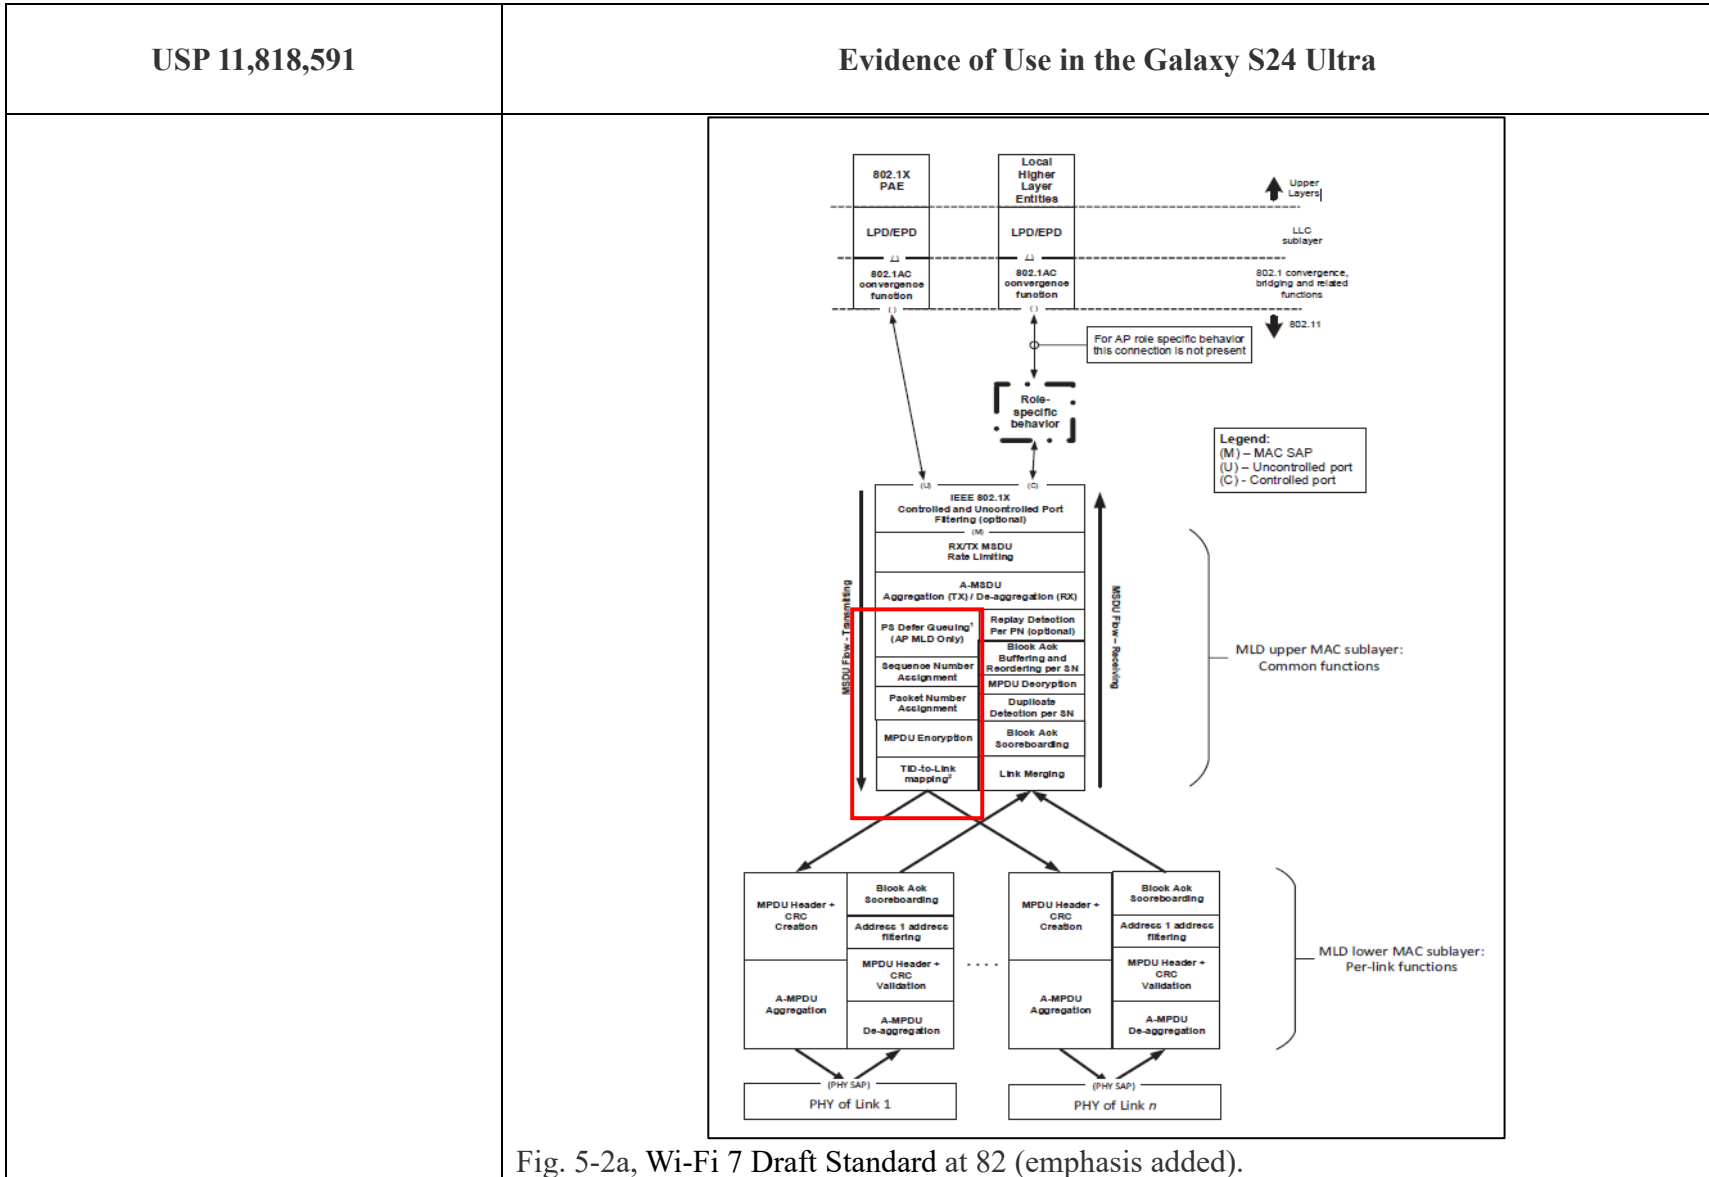 USP 11,818,591
Evidence of Use in the Galaxy S24 Ultra
802.1X
PAE
Local
Higher
Layer
Entities
Upper
Layers
LPD/EPD
LPD/EPD
LLC
sublayer
802.1AC
convergence
function
( )
802.1AC
convergence
function
( )
802.1 convergence,
bridging and related
functions
802.11
For AP role specific behavior
this connection is not present
Role-
specific
behavior
Legend:
(M) – MAC SAP
(U) – Uncontrolled port
(C) - Controlled port
(U)
(C)
IEEE 802.1X
Controlled and Uncontrolled Port
Filtering (optional)
(M)
RX/TX MSDU
Rate Limiting
A-MSDU
Aggregation (TX) / De-aggregation (RX)
MSDU Flow - Transmitting
PS Defer Queuing¹
(AP MLD Only)
Sequence Number
Assignment
Packet Number
Assignment
MPDU Encryption
TID-to-Link
mapping²
Replay Detection
Per PN (optional)
Block Ack
Buffering and
Reordering per SN
MPDU Decryption
Duplicate
Detection per SN
Block Ack
Scoreboarding
Link Merging
MSDU Flow – Receiving
MLD upper MAC sublayer:
Common functions
MPDU Header +
CRC
Creation
A-MPDU
Aggregation
Block Ack
Scoreboarding
Address 1 address
filtering
MPDU Header +
CRC
Validation
A-MPDU
De-aggregation
. . . .
MPDU Header +
CRC
Creation
A-MPDU
Aggregation
Block Ack
Scoreboarding
Address 1 address
filtering
MPDU Header +
CRC
Validation
A-MPDU
De-aggregation
MLD lower MAC sublayer:
Per-link functions
(PHY SAP)
PHY of Link 1
(PHY SAP)
PHY of Link n
Fig. 5-2a, Wi-Fi 7 Draft Standard at 82 (emphasis added).